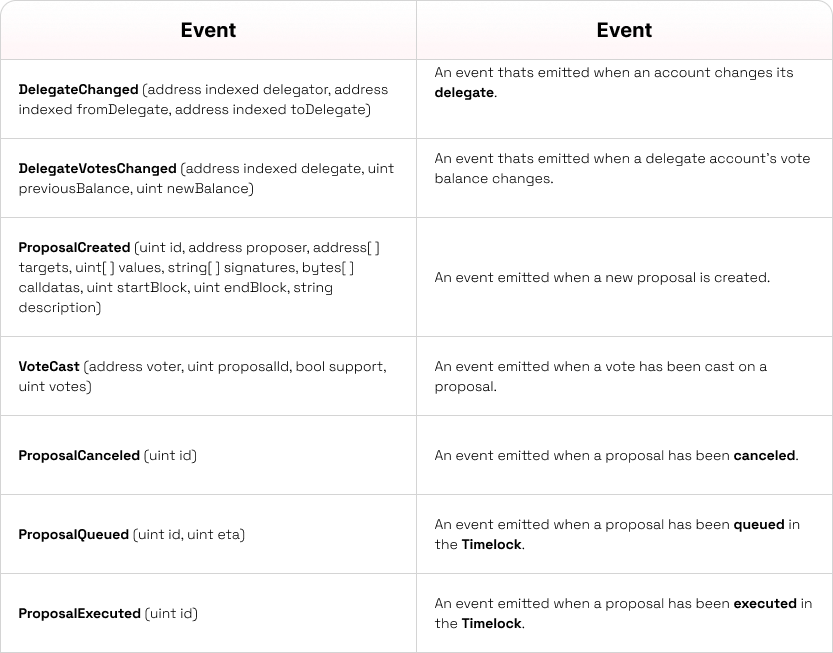 Event
Event
DelegateChanged (address indexed delegator, address
indexed fromDelegate, address indexed toDelegate)
An event thats emitted when an account changes its
delegate.
DelegateVotesChanged (address indexed delegate, uint
previousBalance, uint newBalance)
An event thats emitted when a delegate account's vote
balance changes.
ProposalCreated (uint id, address proposer, address[ ]
targets, uint[ ] values, string[ ] signatures, bytes[ ]
calldatas, uint startBlock, uint endBlock, string
description)
An event emitted when a new proposal is created.
VoteCast (address voter, uint proposalId, bool support,
uint votes)
An event emitted when a vote has been cast on a
proposal.
ProposalCanceled (uint id)
An event emitted when a proposal has been canceled.
ProposalQueued (uint id, uint eta)
An event emitted when a proposal has been queued in
the Timelock.
ProposalExecuted (uint id)
An event emitted when a proposal has been executed in
the Timelock.